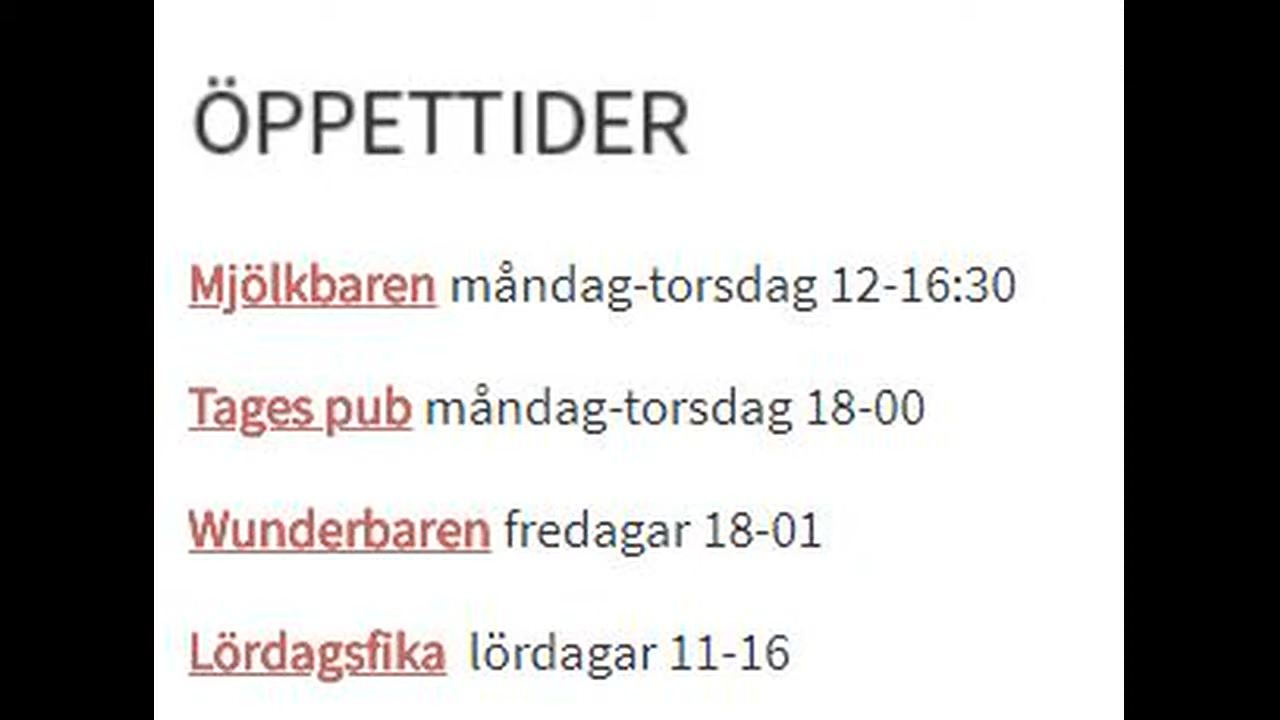 ÖPPETTIDER
Mjölkbaren måndag-torsdag 12-16:30
Tages pub måndag-torsdag 18-00
Wunderbaren fredagar 18-01
Lördagsfika lördagar 11-16